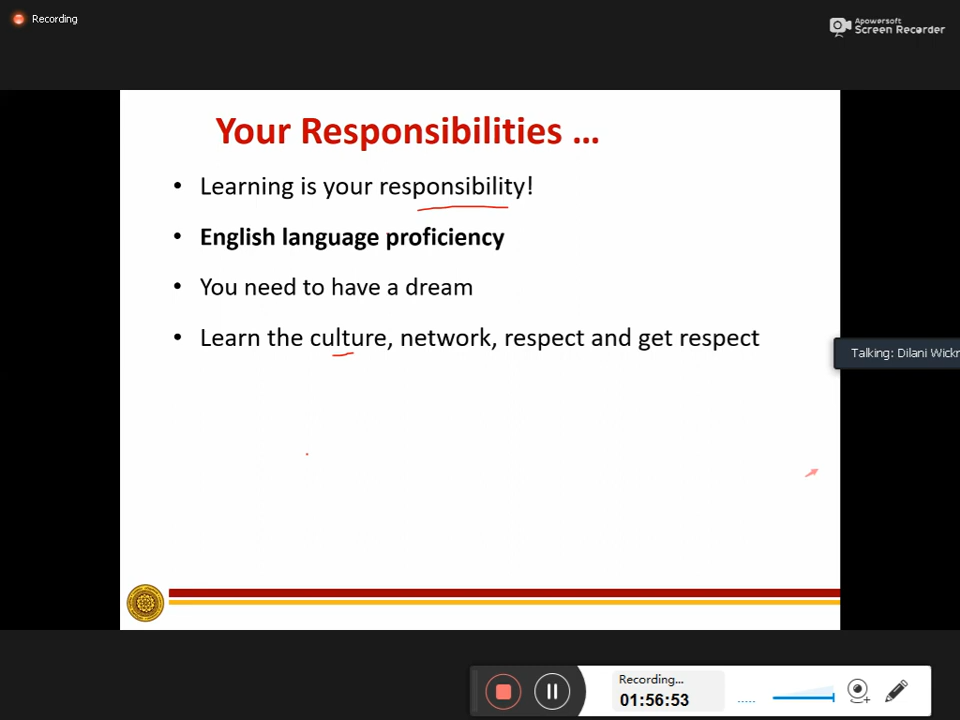 Recording
Apowersoft
Screen Recorder
Your Responsibilities ...
• Learning is your responsibility!
• English language proficiency
• You need to have a dream
• Learn the culture, network, respect and get respect
Talking: Dilani
Recording...
01:56:53